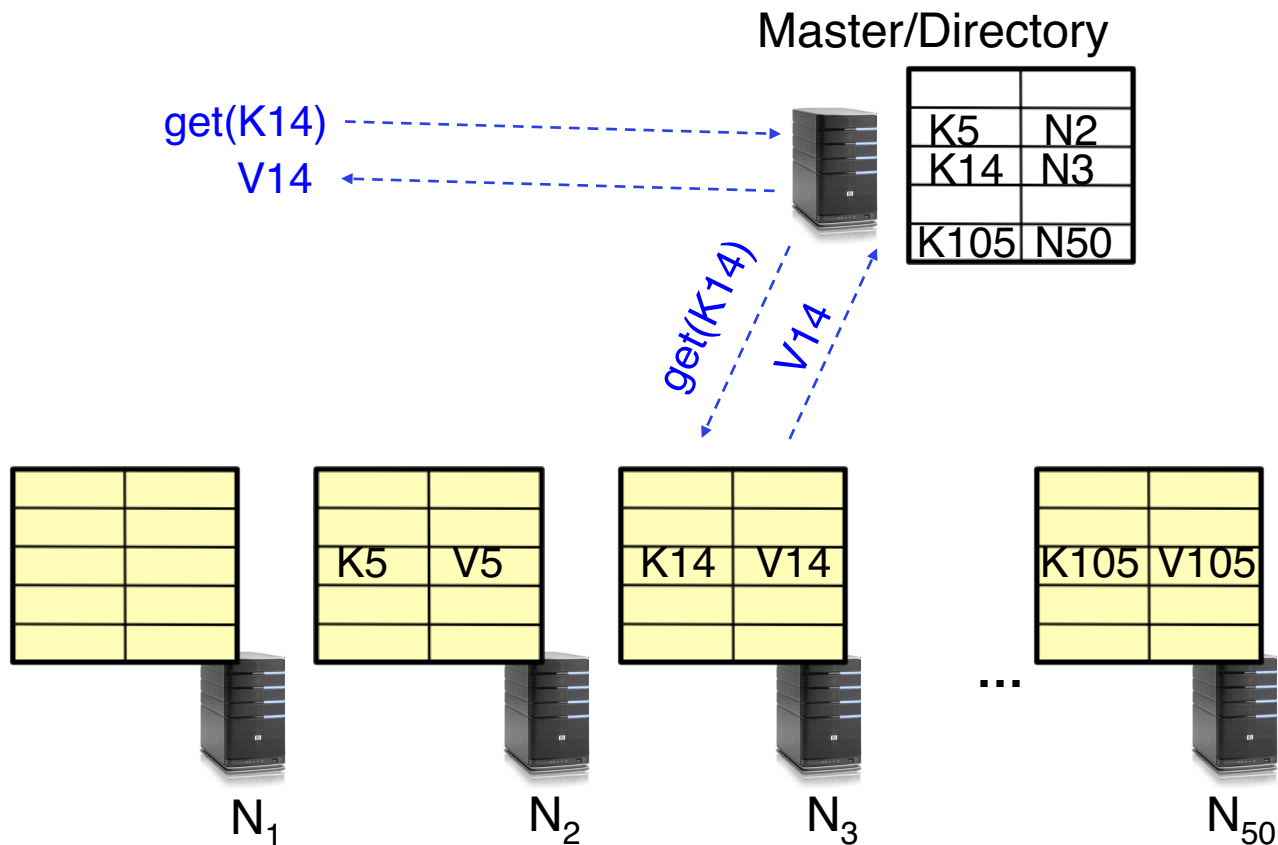 Master/Directory
get(K14)
V14
K5 N2
K14 N3
K105 N50
get(K14)
V14
K5 V5
K14 V14
K105 V105
...
N1
N2
N3
N50